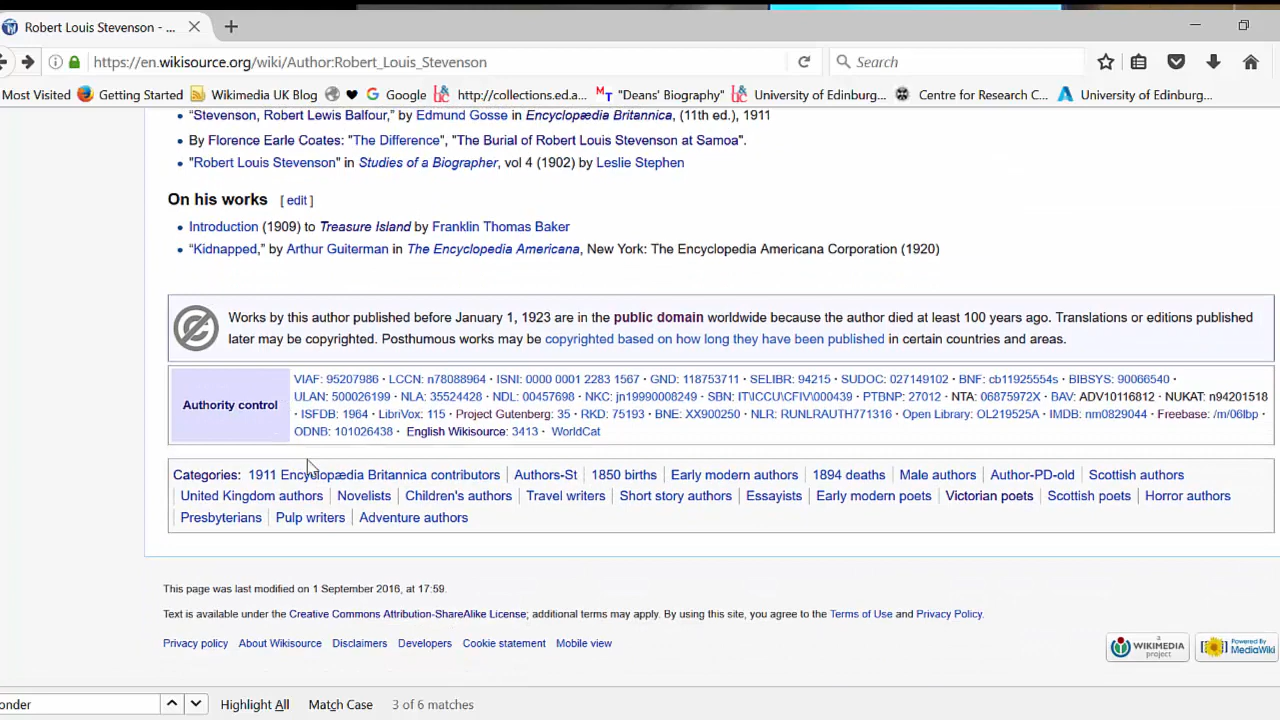 Robert Louis Stevenson - ...
https://en.wikisource.org/wiki/Author:Robert_Louis_Stevenson
Search
Most Visited Getting Started Wikimedia UK Blog Google http://collections.ed.a... "Deans' Biography" University of Edinburg... Centre for Research C... University of Edinburg...
"Stevenson, Robert Lewis Balfour," by Edmund Gosse in Encyclopædia Britannica, (11th ed.), 1911
By Florence Earle Coates: "The Difference", "The Burial of Robert Louis Stevenson at Samoa".
"Robert Louis Stevenson" in Studies of a Biographer, vol 4 (1902) by Leslie Stephen
On his works [ edit ]
Introduction (1909) to Treasure Island by Franklin Thomas Baker
"Kidnapped," by Arthur Guiterman in The Encyclopedia Americana, New York: The Encyclopedia Americana Corporation (1920)
Works by this author published before January 1, 1923 are in the public domain worldwide because the author died at least 100 years ago. Translations or editions published
later may be copyrighted. Posthumous works may be copyrighted based on how long they have been published in certain countries and areas.
Authority control
VIAF: 95207986 · LCCN: n78088964 · ISNI: 0000 0001 2283 1567 · GND: 118753711 · SELIBR: 94215 · SUDOC: 027149102 · BNF: cb11925554s · BIBSYS: 90066540 ·
ULAN: 500026199 · NLA: 35524428 · NDL: 00457698 · NKC: jn19990008249 · SBN: IT\ICCU\CFIV\000439 · PTBNP: 27012 · NTA: 06875972X · BAV: ADV10116812 · NUKAT: n94201518
· ISFDB: 1964 · LibriVox: 115 · Project Gutenberg: 35 · RKD: 75193 · BNE: XX900250 · NLR: RUNLRAUTH771316 · Open Library: OL219525A · IMDB: nm0829044 · Freebase: /m/06lbp ·
ODNB: 101026438 · English Wikisource: 3413 · WorldCat
Categories: 1911 Encyclopædia Britannica contributors | Authors-St | 1850 births | Early modern authors | 1894 deaths | Male authors | Author-PD-old | Scottish authors
United Kingdom authors | Novelists | Children's authors | Travel writers | Short story authors | Essayists | Early modern poets | Victorian poets | Scottish poets | Horror authors
Presbyterians | Pulp writers | Adventure authors
This page was last modified on 1 September 2016, at 17:59.
Text is available under the Creative Commons Attribution-ShareAlike License; additional terms may apply. By using this site, you agree to the Terms of Use and Privacy Policy.
Privacy policy About Wikisource Disclaimers Developers Cookie statement Mobile view
a WIKIMEDIA project
Powered By MediaWiki
onder Highlight All Match Case 3 of 6 matches